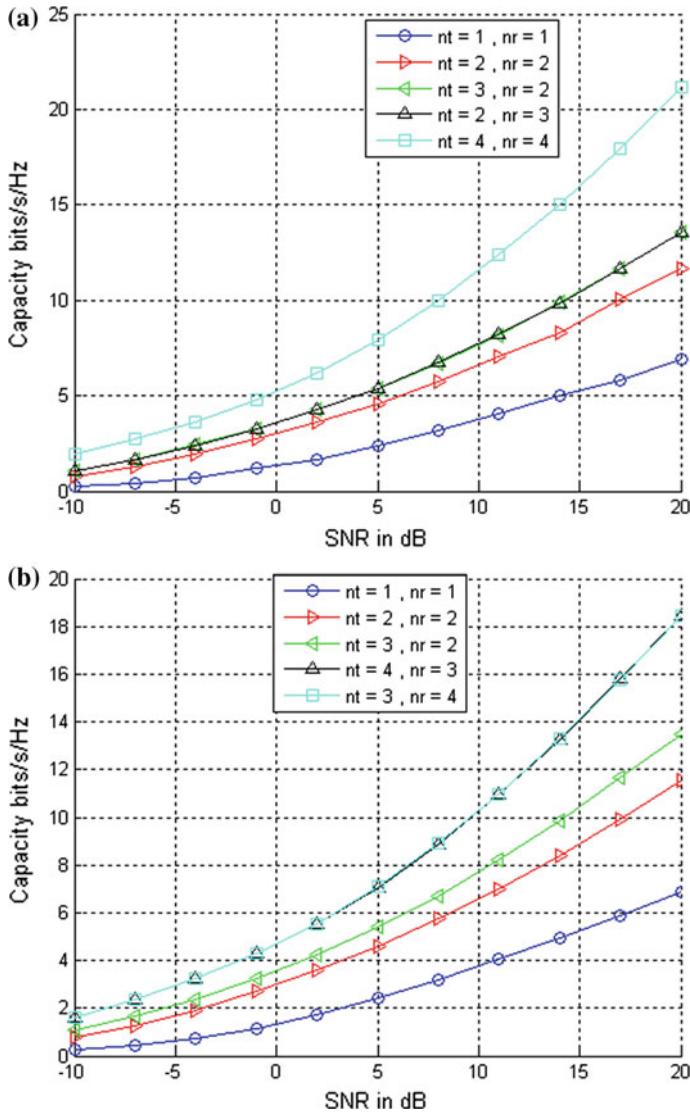 (a)
25
20
15
10
5
0
Capacity bits/s/Hz
nt = 1 , nr = 1
nt = 2 , nr = 2
nt = 3 , nr = 2
nt = 2 , nr = 3
nt = 4 , nr = 4
-10 -5 0 5 10 15 20
SNR in dB
(b)
20
18
16
14
12
10
8
6
4
2
0
Capacity bits/s/Hz
nt = 1 , nr = 1
nt = 2 , nr = 2
nt = 3 , nr = 2
nt = 4 , nr = 3
nt = 3 , nr = 4
-10 -5 0 5 10 15 20
SNR in dB